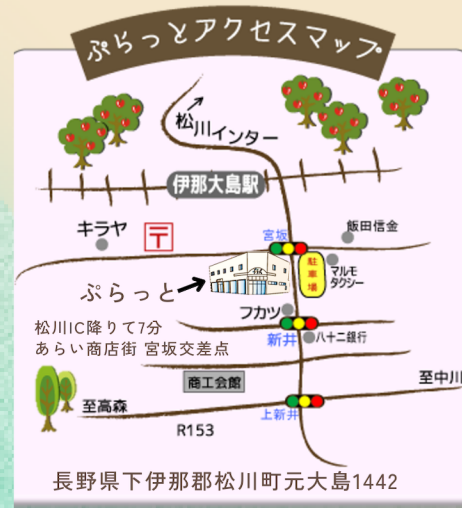 ぷらっとアクセスマップ
松川インター
伊那大島駅
キラヤ
〒
宮坂
飯田信金
駐車場
マルモ
タクシー
ぷらっと
フカツ
松川IC降りて7分
あらい商店街 宮坂交差点
新井
八十二銀行
商工会館
至中川
至高森
上新井
R153
長野県下伊那郡松川町元大島1442